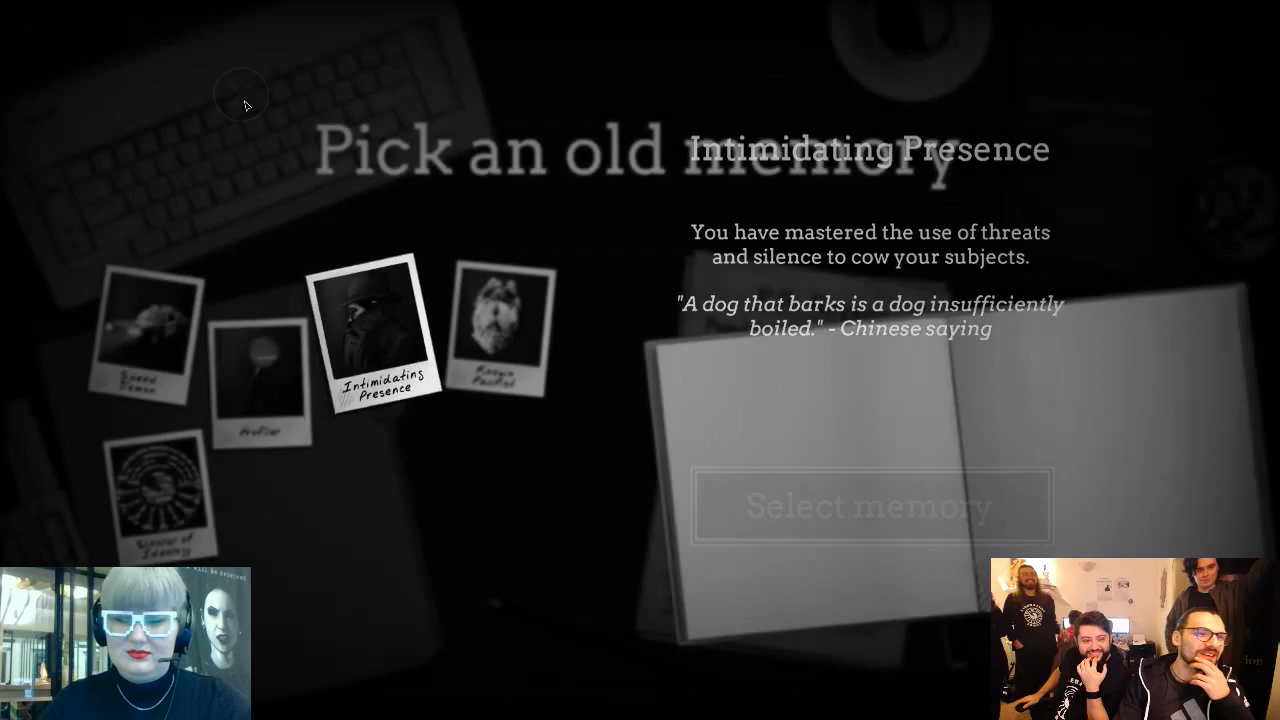 Pick an old memory
Intimidating Presence
You have mastered the use of threats
and silence to cow your subjects.
"A dog that barks is a dog insufficiently
boiled." - Chinese saying
Intimidating
Presence
Profiler
Select memory